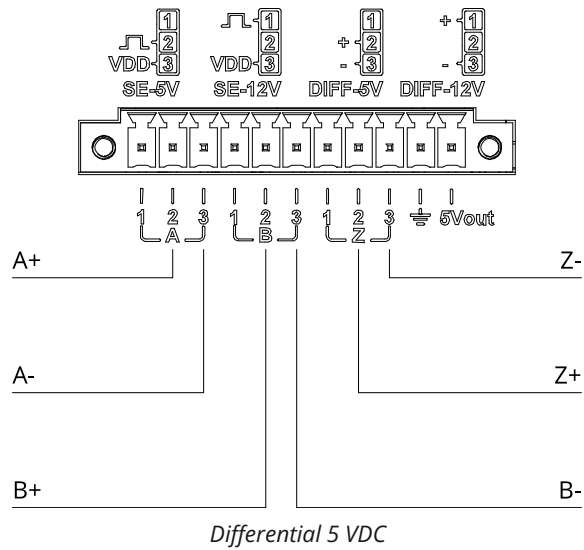 1 1 1 + 1
2 2 + 2 2
VDD 3 VDD 3 - 3 - 3
SE-5V SE-12V DIFF-5V DIFF-12V
1 2 3 1 2 3 1 2 3 5Vout
A B Z
A+ Z-
A- Z+
B+ B-
Differential 5 VDC